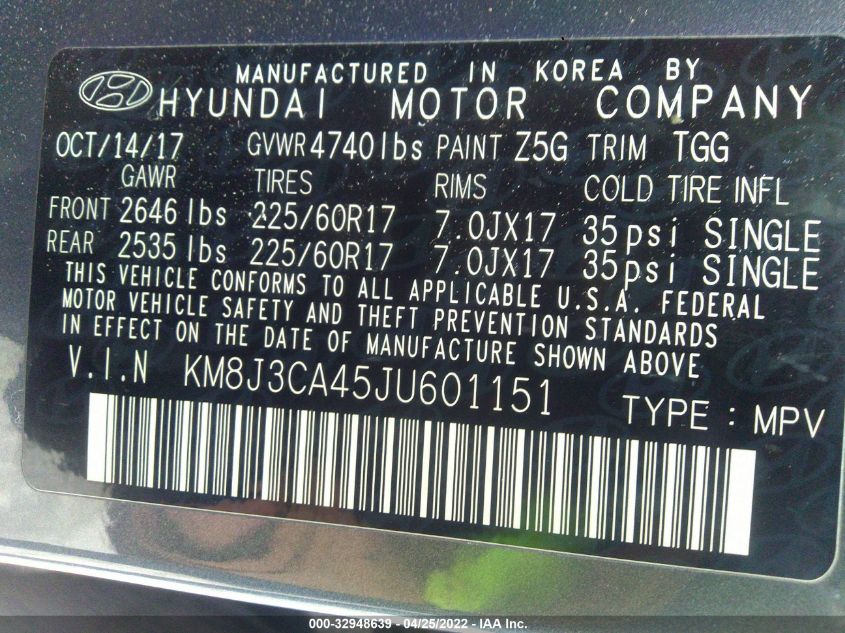 MANUFACTURED IN KOREA BY
HYUNDAI MOTOR COMPANY
OCT/14/17 GVWR 4740lbs PAINT Z5G TRIM TGG
GAWR TIRES RIMS COLD TIRE INFL
FRONT 2646 lbs 225/60R17 7.0JX17 35psi SINGLE
REAR 2535 lbs 225/60R17 7.0JX17 35psi SINGLE
THIS VEHICLE CONFORMS TO ALL APPLICABLE U.S.A. FEDERAL
MOTOR VEHICLE SAFETY AND THEFT PREVENTION STANDARDS
IN EFFECT ON THE DATE OF MANUFACTURE SHOWN ABOVE
V.I.N KM8J3CA45JU601151 TYPE : MPV
000-32948639 - 04/25/2022 - IAA Inc.